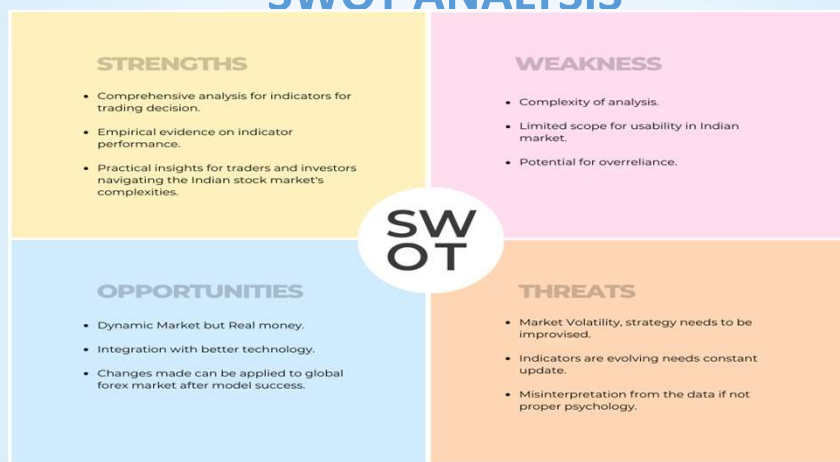 SWOT ANALYSIS
STRENGTHS
• Comprehensive analysis for indicators for
trading decision.
• Empirical evidence on indicator
performance.
• Practical insights for traders and investors
navigating the Indian stock market's
complexities.
WEAKNESS
• Complexity of analysis.
• Limited scope for usability in Indian
market.
• Potential for overreliance.
SW
OT
OPPORTUNITIES
• Dynamic Market but Real money.
• Integration with better technology.
• Changes made can be applied to global
forex market after model success.
THREATS
• Market Volatility, strategy needs to be
improvised.
• Indicators are evolving needs constant
update.
• Misinterpretation from the data if not
proper psychology.